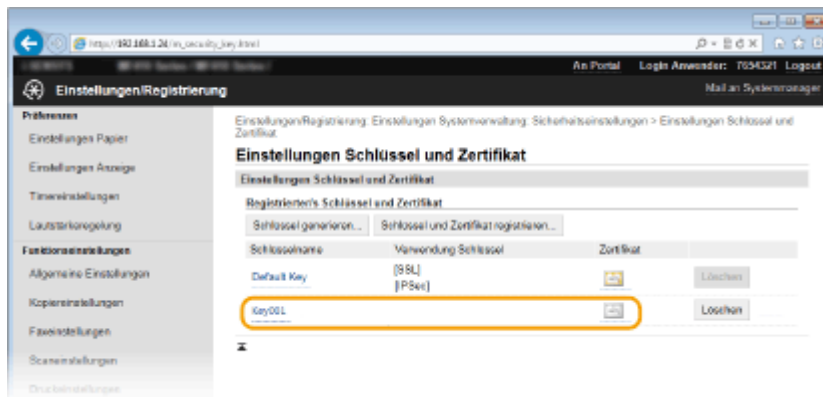 http://192.168.1.24/m_security_key.html
An Portal Login Anwender: 7654321 Logout
Einstellungen/Registrierung
Mail an Systemmanager
Präferenzen
Einstellungen Papier
Einstellungen Anzeige
Timereinstellungen
Lautstärkeregelung
Funktionseinstellungen
Allgemeine Einstellungen
Kopiereinstellungen
Faxeinstellungen
Scaneinstellungen
Druckeinstellungen
Einstellungen/Registrierung: Einstellungen Systemverwaltung: Sicherheitseinstellungen > Einstellungen Schlüssel und
Zertifikat
Einstellungen Schlüssel und Zertifikat
Einstellungen Schlüssel und Zertifikat
Registrierten's Schlüssel und Zertifikat
Schlüssel generieren... Schlüssel und Zertifikat registrieren...
Schlüsselname Verwendung Schlüssel Zertifikat
Default Key [SSL] Löschen
[IPSec]
Key001 Löschen